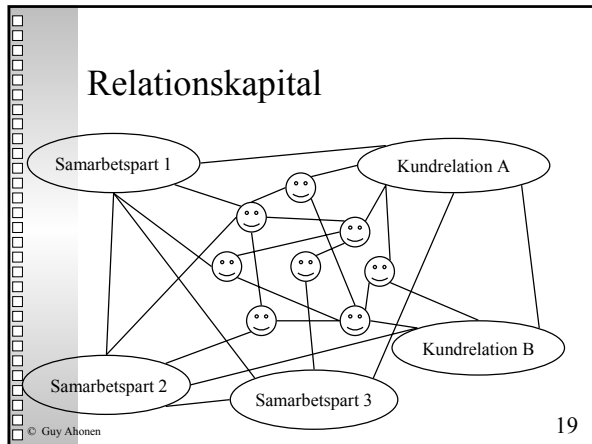 Relationskapital
Samarbetspart 1
Kundrelation A
Kundrelation B
Samarbetspart 2
Samarbetspart 3
© Guy Ahonen
19